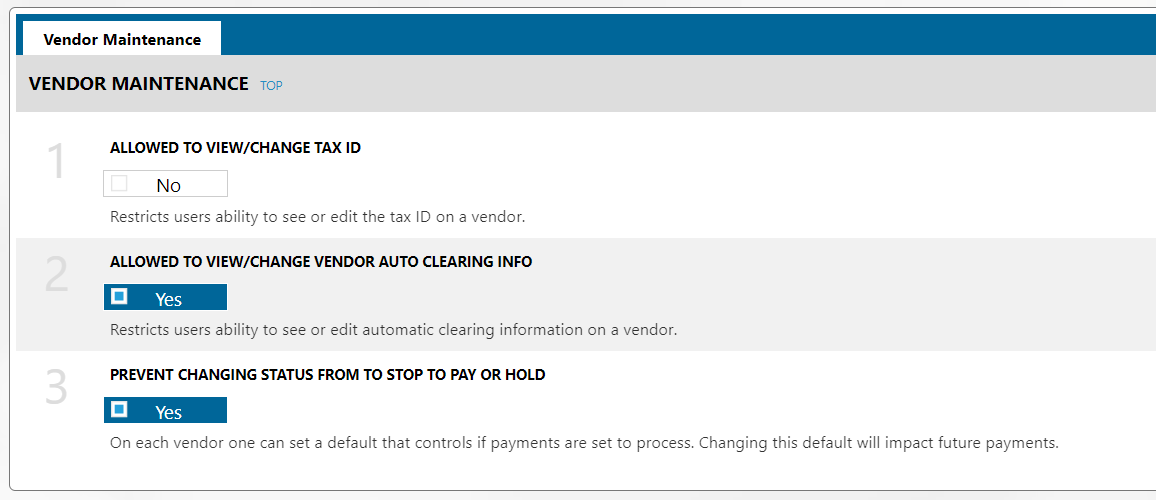 Vendor Maintenance
VENDOR MAINTENANCE TOP
1
ALLOWED TO VIEW/CHANGE TAX ID
No
Restricts users ability to see or edit the tax ID on a vendor.
2
ALLOWED TO VIEW/CHANGE VENDOR AUTO CLEARING INFO
Yes
Restricts users ability to see or edit automatic clearing information on a vendor.
3
PREVENT CHANGING STATUS FROM TO STOP TO PAY OR HOLD
Yes
On each vendor one can set a default that controls if payments are set to process. Changing this default will impact future payments.